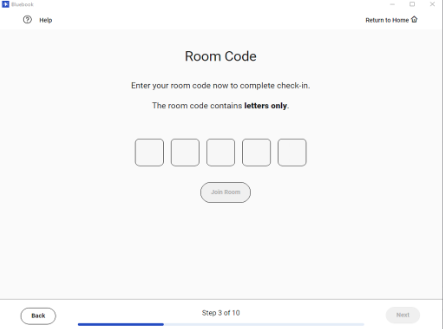 Bluebook
Help
Return to Home
Room Code
Enter your room code now to complete check-in.
The room code contains letters only.
Join Room
Back
Step 3 of 10
Next